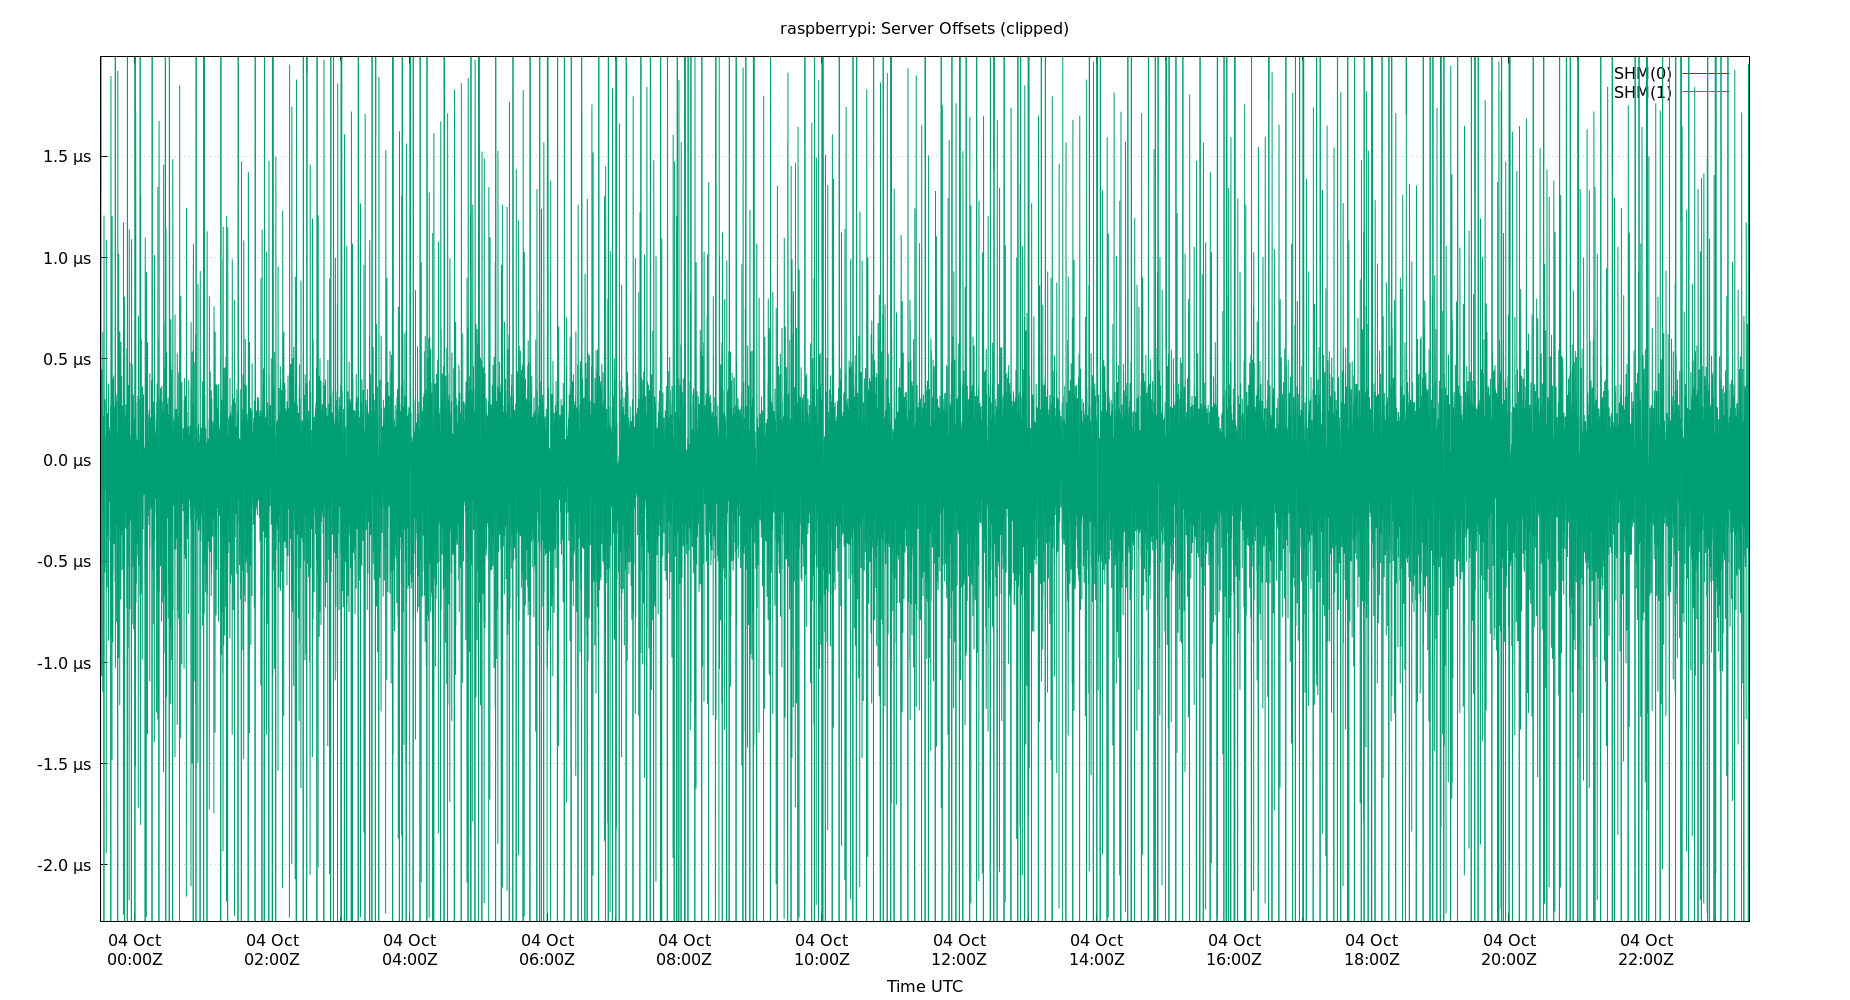 raspberrypi: Server Offsets (clipped)
SHM(0)
SHM(1)
1.5 µs
1.0 µs
0.5 µs
0.0 µs
-0.5 µs
-1.0 µs
-1.5 µs
-2.0 µs
04 Oct 04 Oct 04 Oct 04 Oct 04 Oct 04 Oct 04 Oct 04 Oct 04 Oct 04 Oct 04 Oct 04 Oct
00:00Z 02:00Z 04:00Z 06:00Z 08:00Z 10:00Z 12:00Z 14:00Z 16:00Z 18:00Z 20:00Z 22:00Z
Time UTC